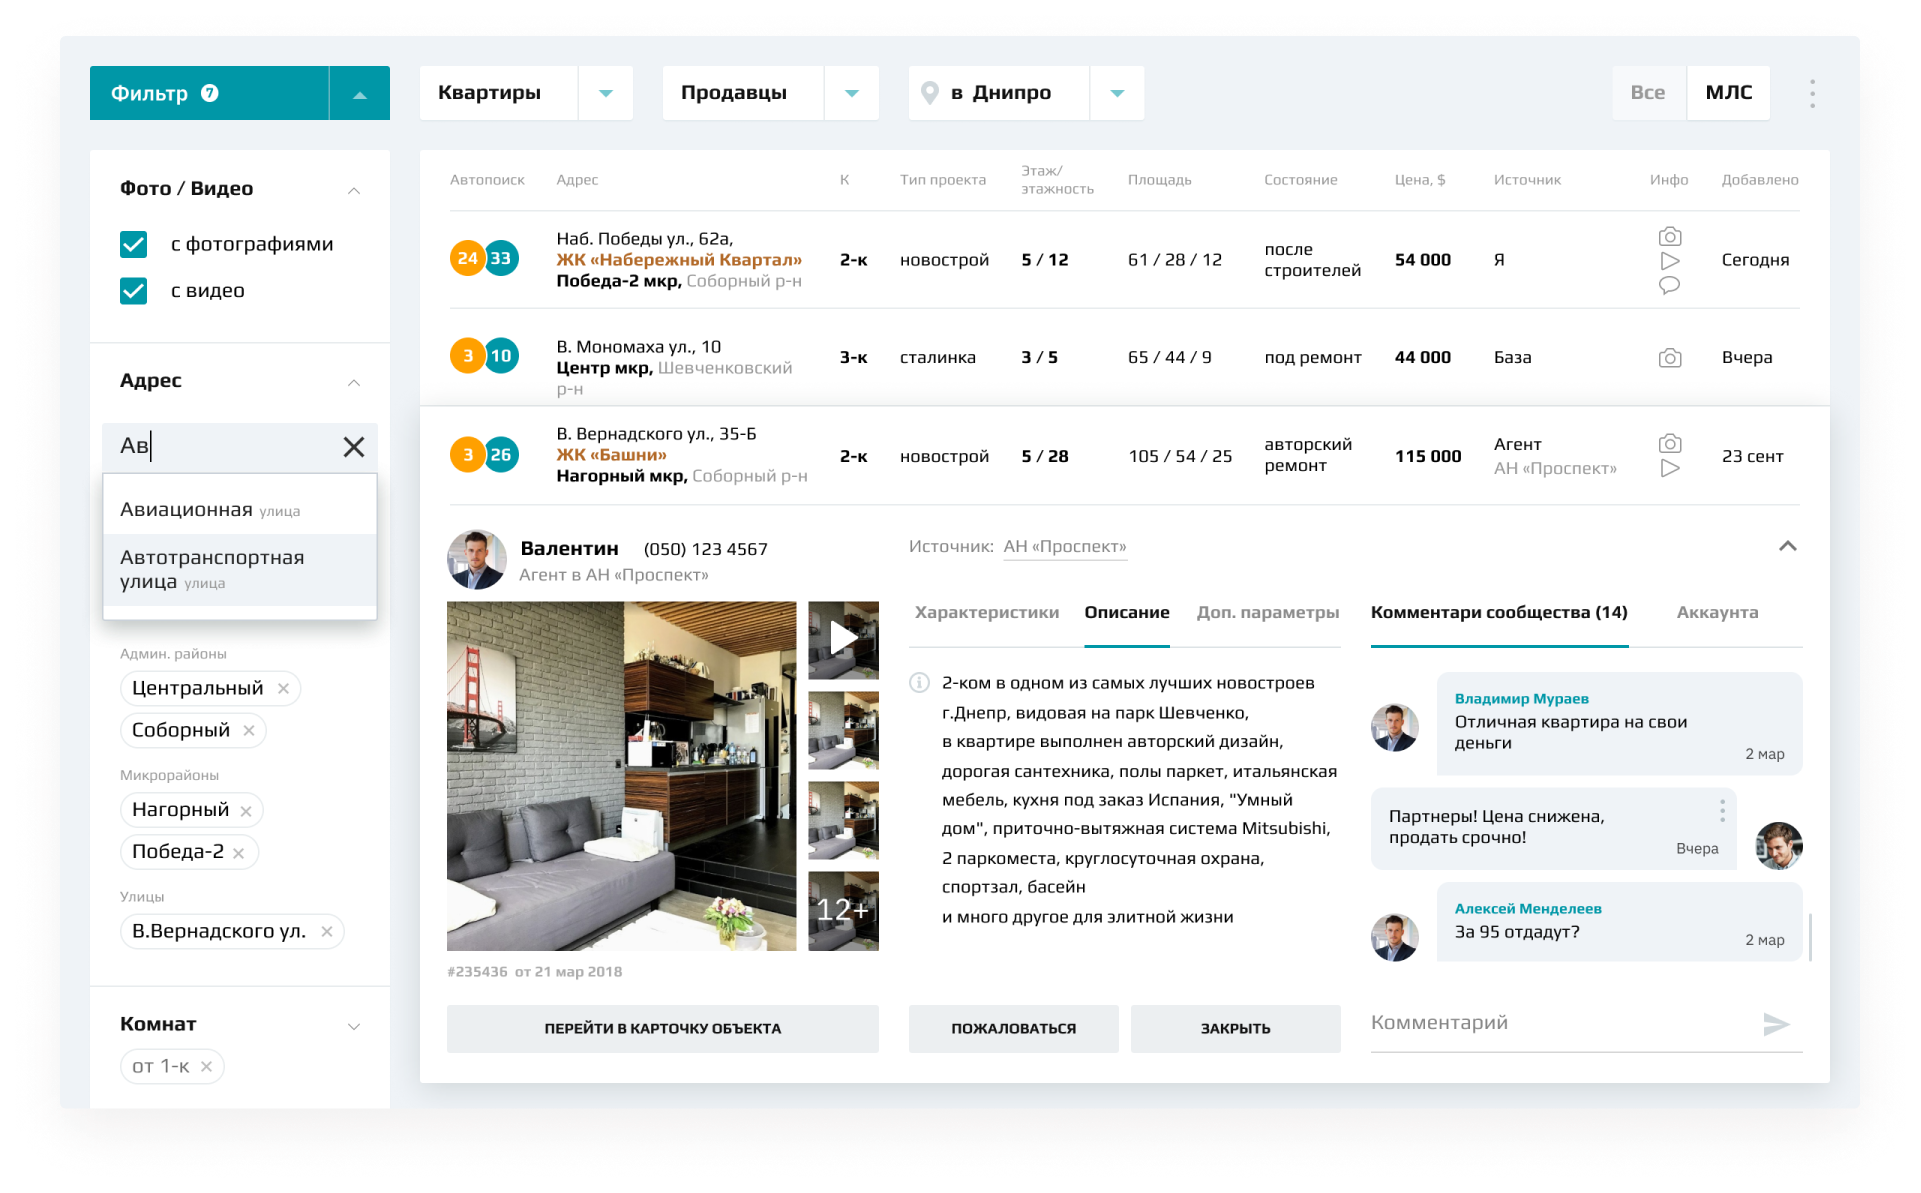 Фильтр 7
Квартиры
Продавцы
в Днипро
Все
МЛС
Фото / Видео
с фотографиями
с видео
Адрес
Ав
Авиационная улица
Автотранспортная
улица улица
Админ. районы
Центральный
Соборный
Микрорайоны
Нагорный
Победа-2
Улицы
В.Вернадского ул.
Комнат
от 1-к
Автопоиск
Адрес
К
Тип проекта
Этаж/
этажность
Площадь
Состояние
Цена, $
Источник
Инфо
Добавлено
24 33
Наб. Победы ул., 62а,
ЖК «Набережный Квартал»
Победа-2 мкр, Соборный р-н
2-к
новострой
5 / 12
61 / 28 / 12
после
строителей
54 000
Я
Сегодня
3 10
В. Мономаха ул., 10
Центр мкр, Шевченковский
р-н
3-к
сталинка
3 / 5
65 / 44 / 9
под ремонт
44 000
База
Вчера
3 26
В. Вернадского ул., 35-Б
ЖК «Башни»
Нагорный мкр, Соборный р-н
2-к
новострой
5 / 28
105 / 54 / 25
авторский
ремонт
115 000
Агент
АН «Проспект»
23 сент
Валентин (050) 123 4567
Агент в АН «Проспект»
12+
#235436 от 21 мар 2018
ПЕРЕЙТИ В КАРТОЧКУ ОБЪЕКТА
Источник: АН «Проспект»
Характеристики
Описание
Доп. параметры
2-ком в одном из самых лучших новостроев
г.Днепр, видовая на парк Шевченко,
в квартире выполнен авторский дизайн,
дорогая сантехника, полы паркет, итальянская
мебель, кухня под заказ Испания, "Умный
дом", приточно-вытяжная система Mitsubishi,
2 паркоместа, круглосуточная охрана,
спортзал, басейн
и много другое для элитной жизни
ПОЖАЛОВАТЬСЯ
ЗАКРЫТЬ
Комментари сообщества (14)
Аккаунта
Владимир Мураев
Отличная квартира на свои
деньги
2 мар
Партнеры! Цена снижена,
продать срочно!
Вчера
Алексей Менделеев
За 95 отдадут?
2 мар
Комментарий